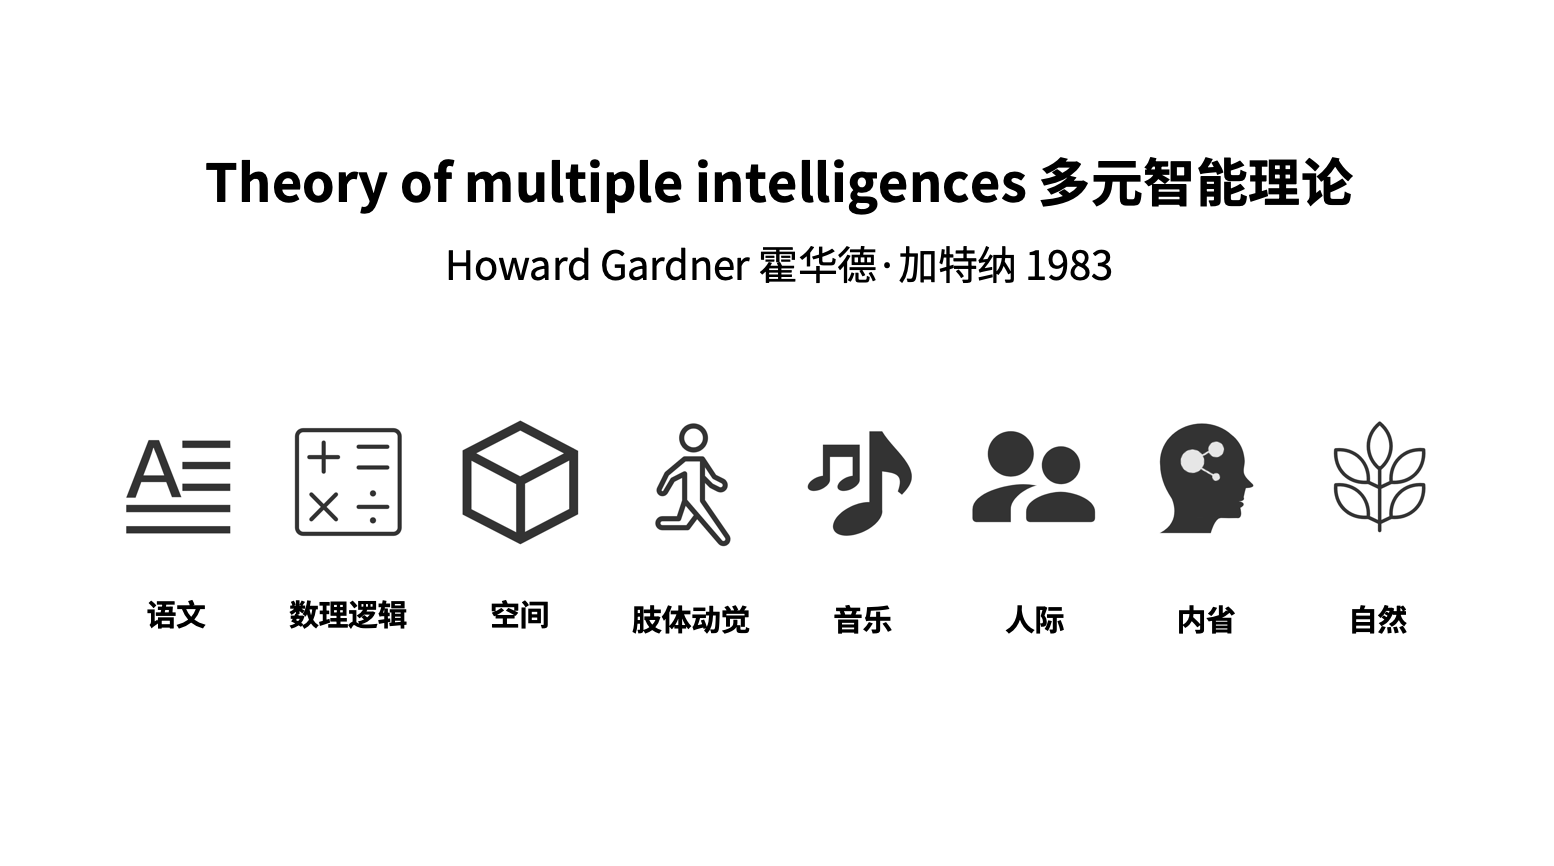 Theory of multiple intelligences 多元智能理论
Howard Gardner 霍华德·加特纳 1983
语文
数理逻辑
空间
肢体动觉
音乐
人际
内省
自然